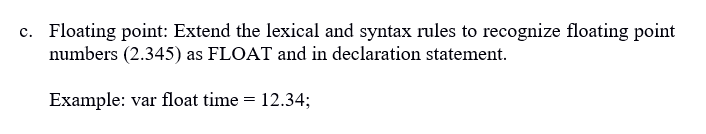 c. Floating point: Extend the lexical and syntax rules to recognize floating point
numbers (2.345) as FLOAT and in declaration statement.
Example: var float time = 12.34;